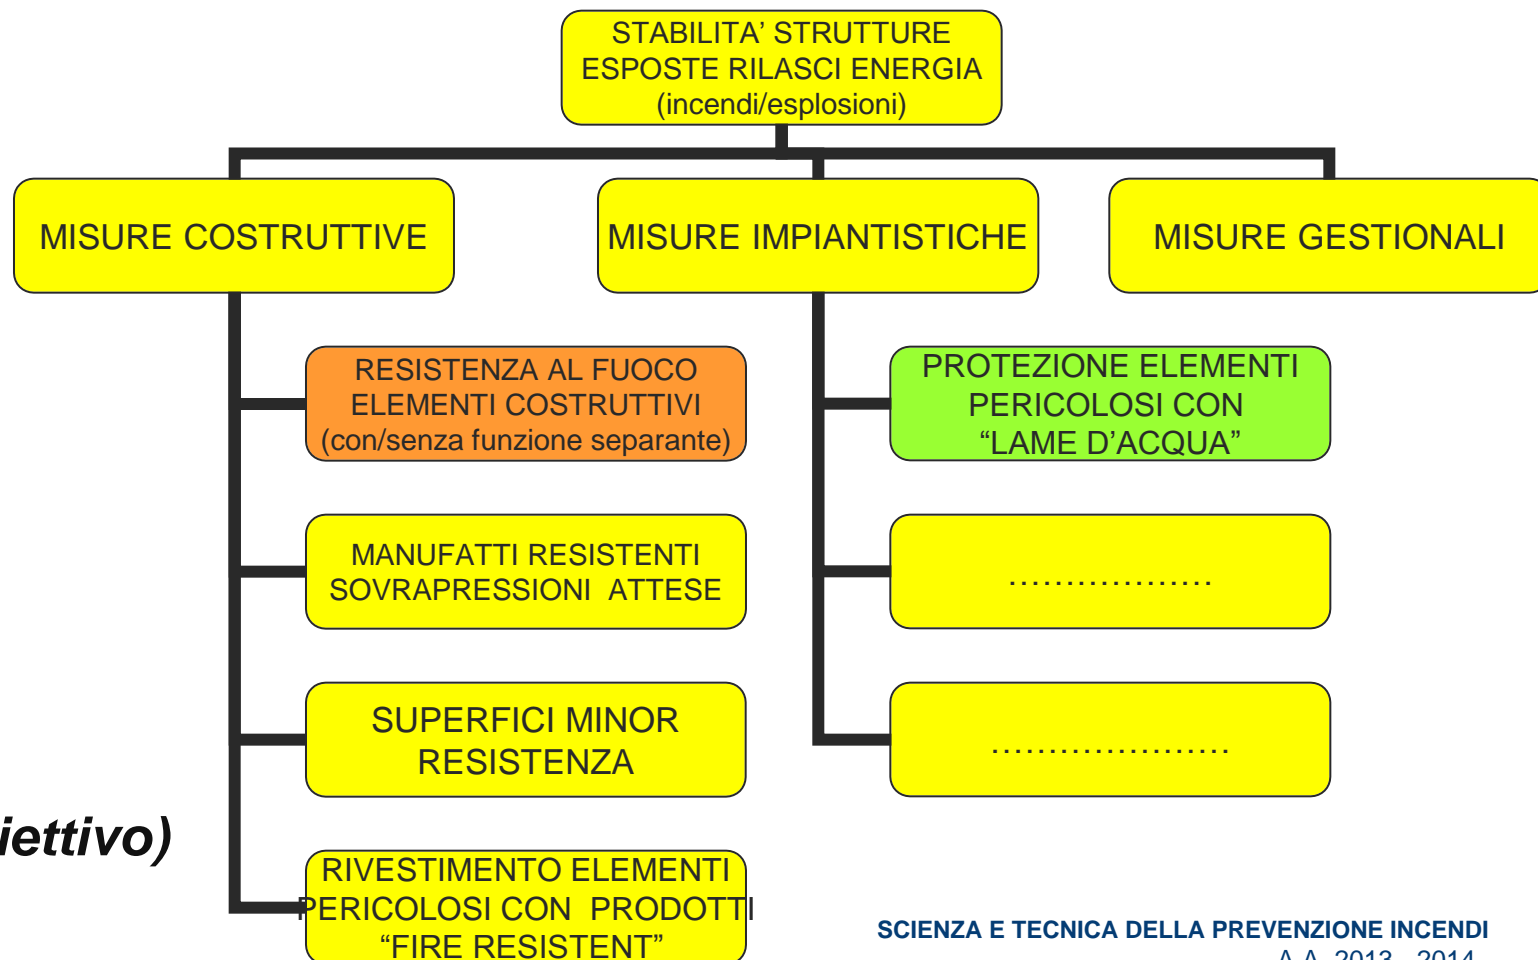 STABILITA’ STRUTTURE
ESPOSTE RILASCI ENERGIA
(incendi/esplosioni)
MISURE COSTRUTTIVE
MISURE IMPIANTISTICHE
MISURE GESTIONALI
RESISTENZA AL FUOCO
ELEMENTI COSTRUTTIVI
(con/senza funzione separante)
PROTEZIONE ELEMENTI
PERICOLOSI CON
“LAME D’ACQUA”
MANUFATTI RESISTENTI
SOVRAPRESSIONI ATTESE
………………
SUPERFICI MINOR
RESISTENZA
…………………
iettivo)
RIVESTIMENTO ELEMENTI
PERICOLOSI CON PRODOTTI
“FIRE RESISTENT”
SCIENZA E TECNICA DELLA PREVENZIONE INCENDI
A.A. 2013 - 2014